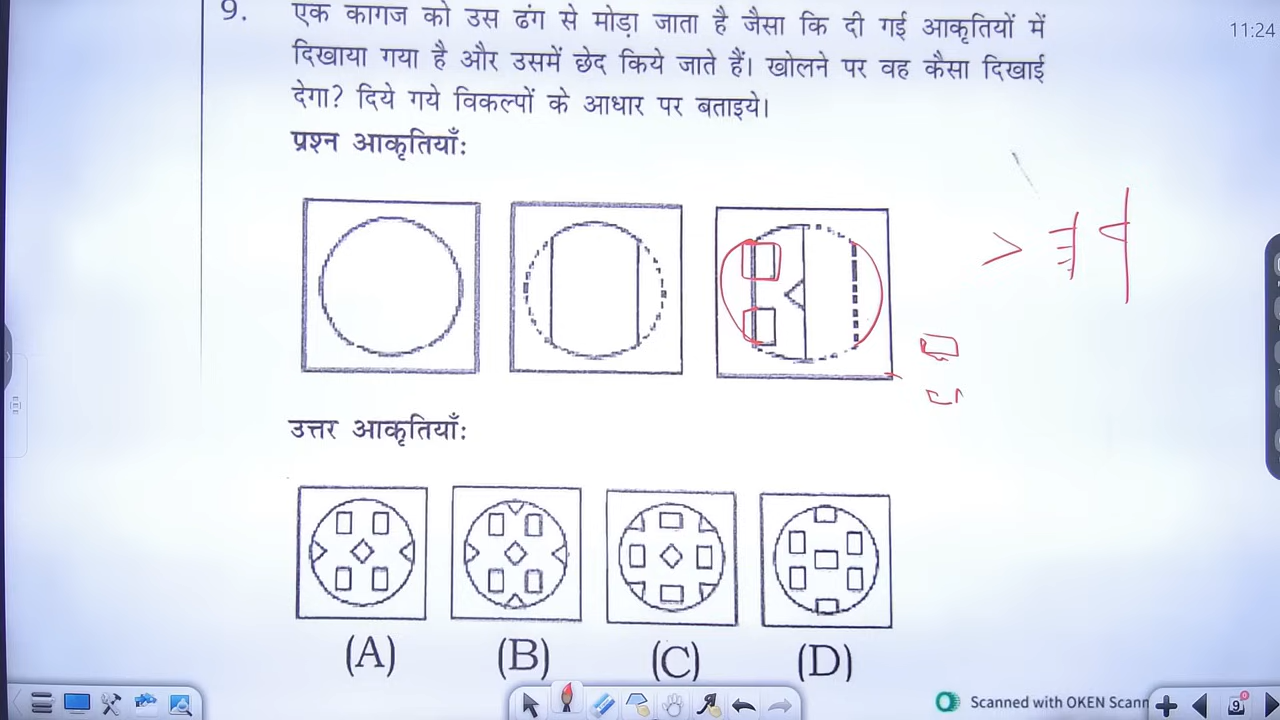 9. एक कागज को उस ढंग से मोड़ा जाता है जैसा कि दी गई आकृतियों में
दिखाया गया है और उसमें छेद किये जाते हैं। खोलने पर वह कैसा दिखाई
देगा? दिये गये विकल्पों के आधार पर बताइये।
11:24
प्रश्न आकृतियाँः
उत्तर आकृतियाँः
(A) (B) (C) (D)
Scanned with OKEN Scann
9